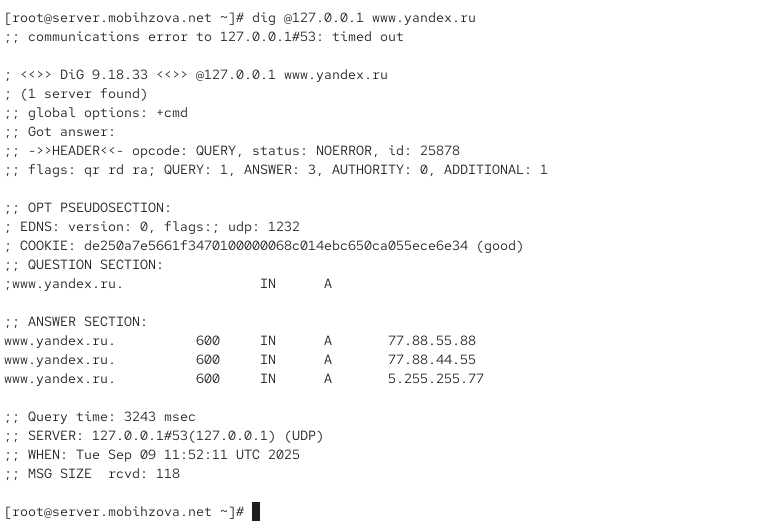 [root@server.mobihzova.net ~]# dig @127.0.0.1 www.yandex.ru
;; communications error to 127.0.0.1#53: timed out
; <<>> DiG 9.18.33 <<>> @127.0.0.1 www.yandex.ru
; (1 server found)
;; global options: +cmd
;; Got answer:
;; ->>HEADER<<- opcode: QUERY, status: NOERROR, id: 25878
;; flags: qr rd ra; QUERY: 1, ANSWER: 3, AUTHORITY: 0, ADDITIONAL: 1
;; OPT PSEUDOSECTION:
; EDNS: version: 0, flags:; udp: 1232
; COOKIE: de250a7e5661f3470100000068c014ebc650ca055ece6e34 (good)
;; QUESTION SECTION:
;www.yandex.ru. IN A
;; ANSWER SECTION:
www.yandex.ru. 600 IN A 77.88.55.88
www.yandex.ru. 600 IN A 77.88.44.55
www.yandex.ru. 600 IN A 5.255.255.77
;; Query time: 3243 msec
;; SERVER: 127.0.0.1#53(127.0.0.1) (UDP)
;; WHEN: Tue Sep 09 11:52:11 UTC 2025
;; MSG SIZE  rcvd: 118
[root@server.mobihzova.net ~]#